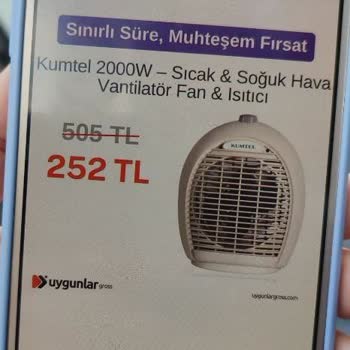 Sınırlı Süre, Muhteşem Fırsat
Kumtel 2000W – Sıcak & Soğuk Hava
Vantilatör Fan & Isıtıcı
505 TL
252 TL
KUMTEL
uygunlar gross
uygunlargross.com